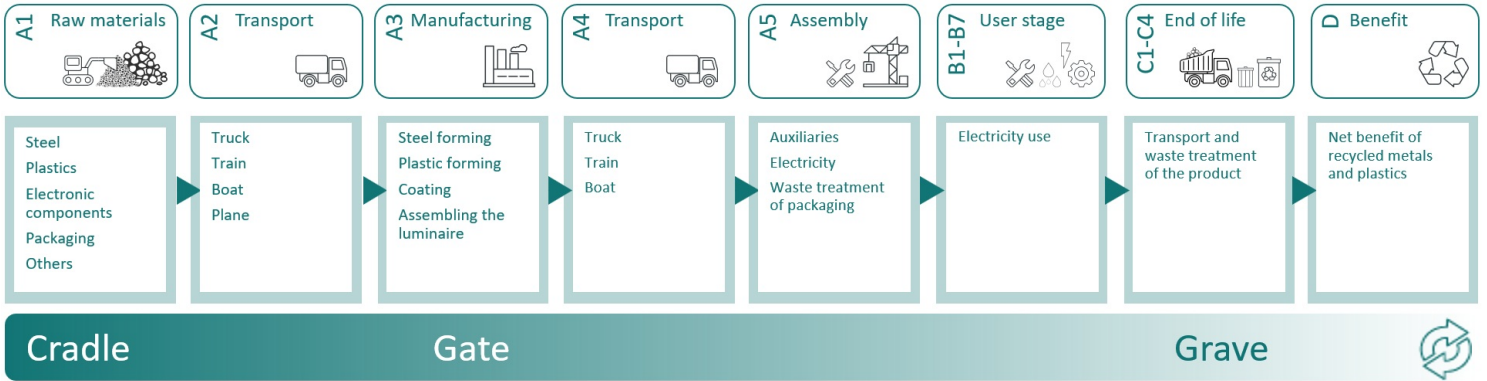 A1 Raw materials
A2 Transport
A3 Manufacturing
A4 Transport
A5 Assembly
B1-B7 User stage
C1-C4 End of life
D Benefit
Steel
Plastics
Electronic
components
Packaging
Others
Truck
Train
Boat
Plane
Steel forming
Plastic forming
Coating
Assembling the
luminaire
Truck
Train
Boat
Auxiliaries
Electricity
Waste treatment
of packaging
Electricity use
Transport and
waste treatment
of the product
Net benefit of
recycled metals
and plastics
Cradle
Gate
Grave